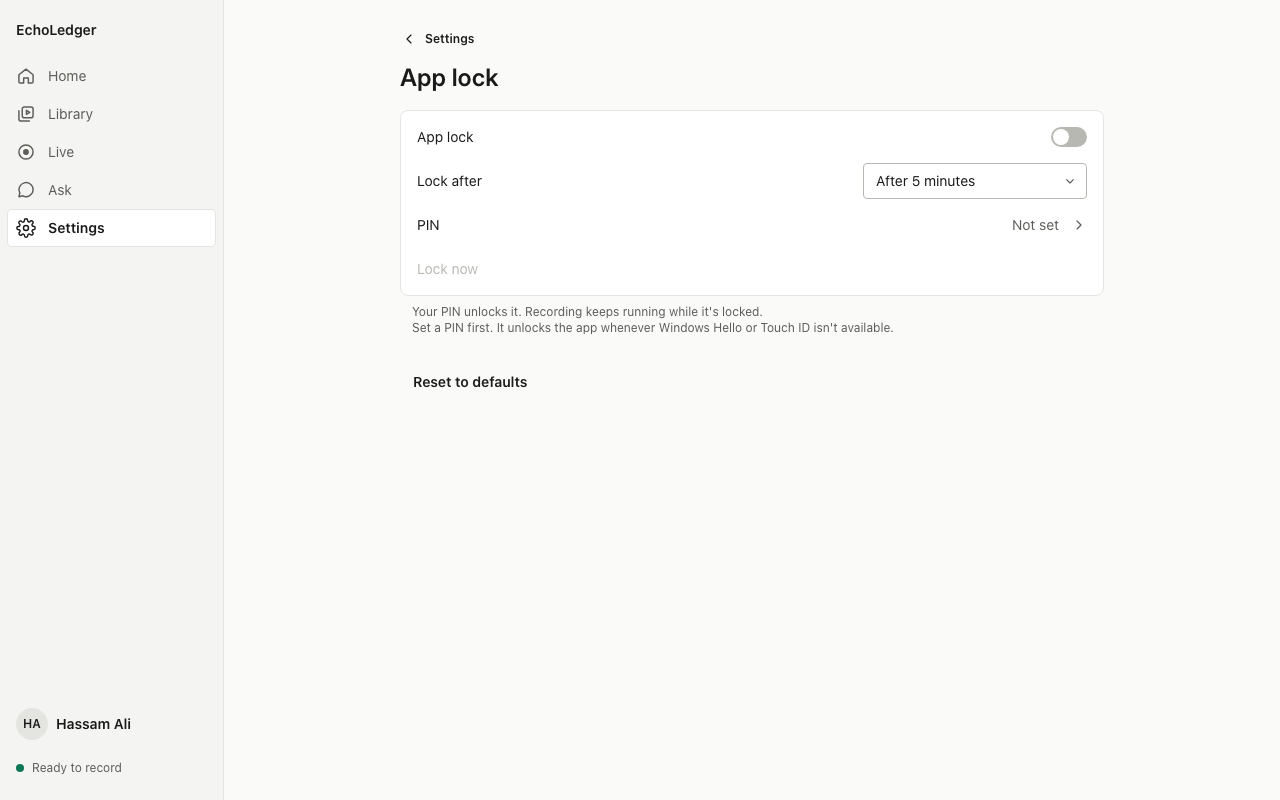 EchoLedger
Home
Library
Live
Ask
Settings
HA
Hassam Ali
Ready to record
Settings
App lock
App lock
Lock after
After 5 minutes
PIN
Not set
Lock now
Your PIN unlocks it. Recording keeps running while it's locked.
Set a PIN first. It unlocks the app whenever Windows Hello or Touch ID isn't available.
Reset to defaults